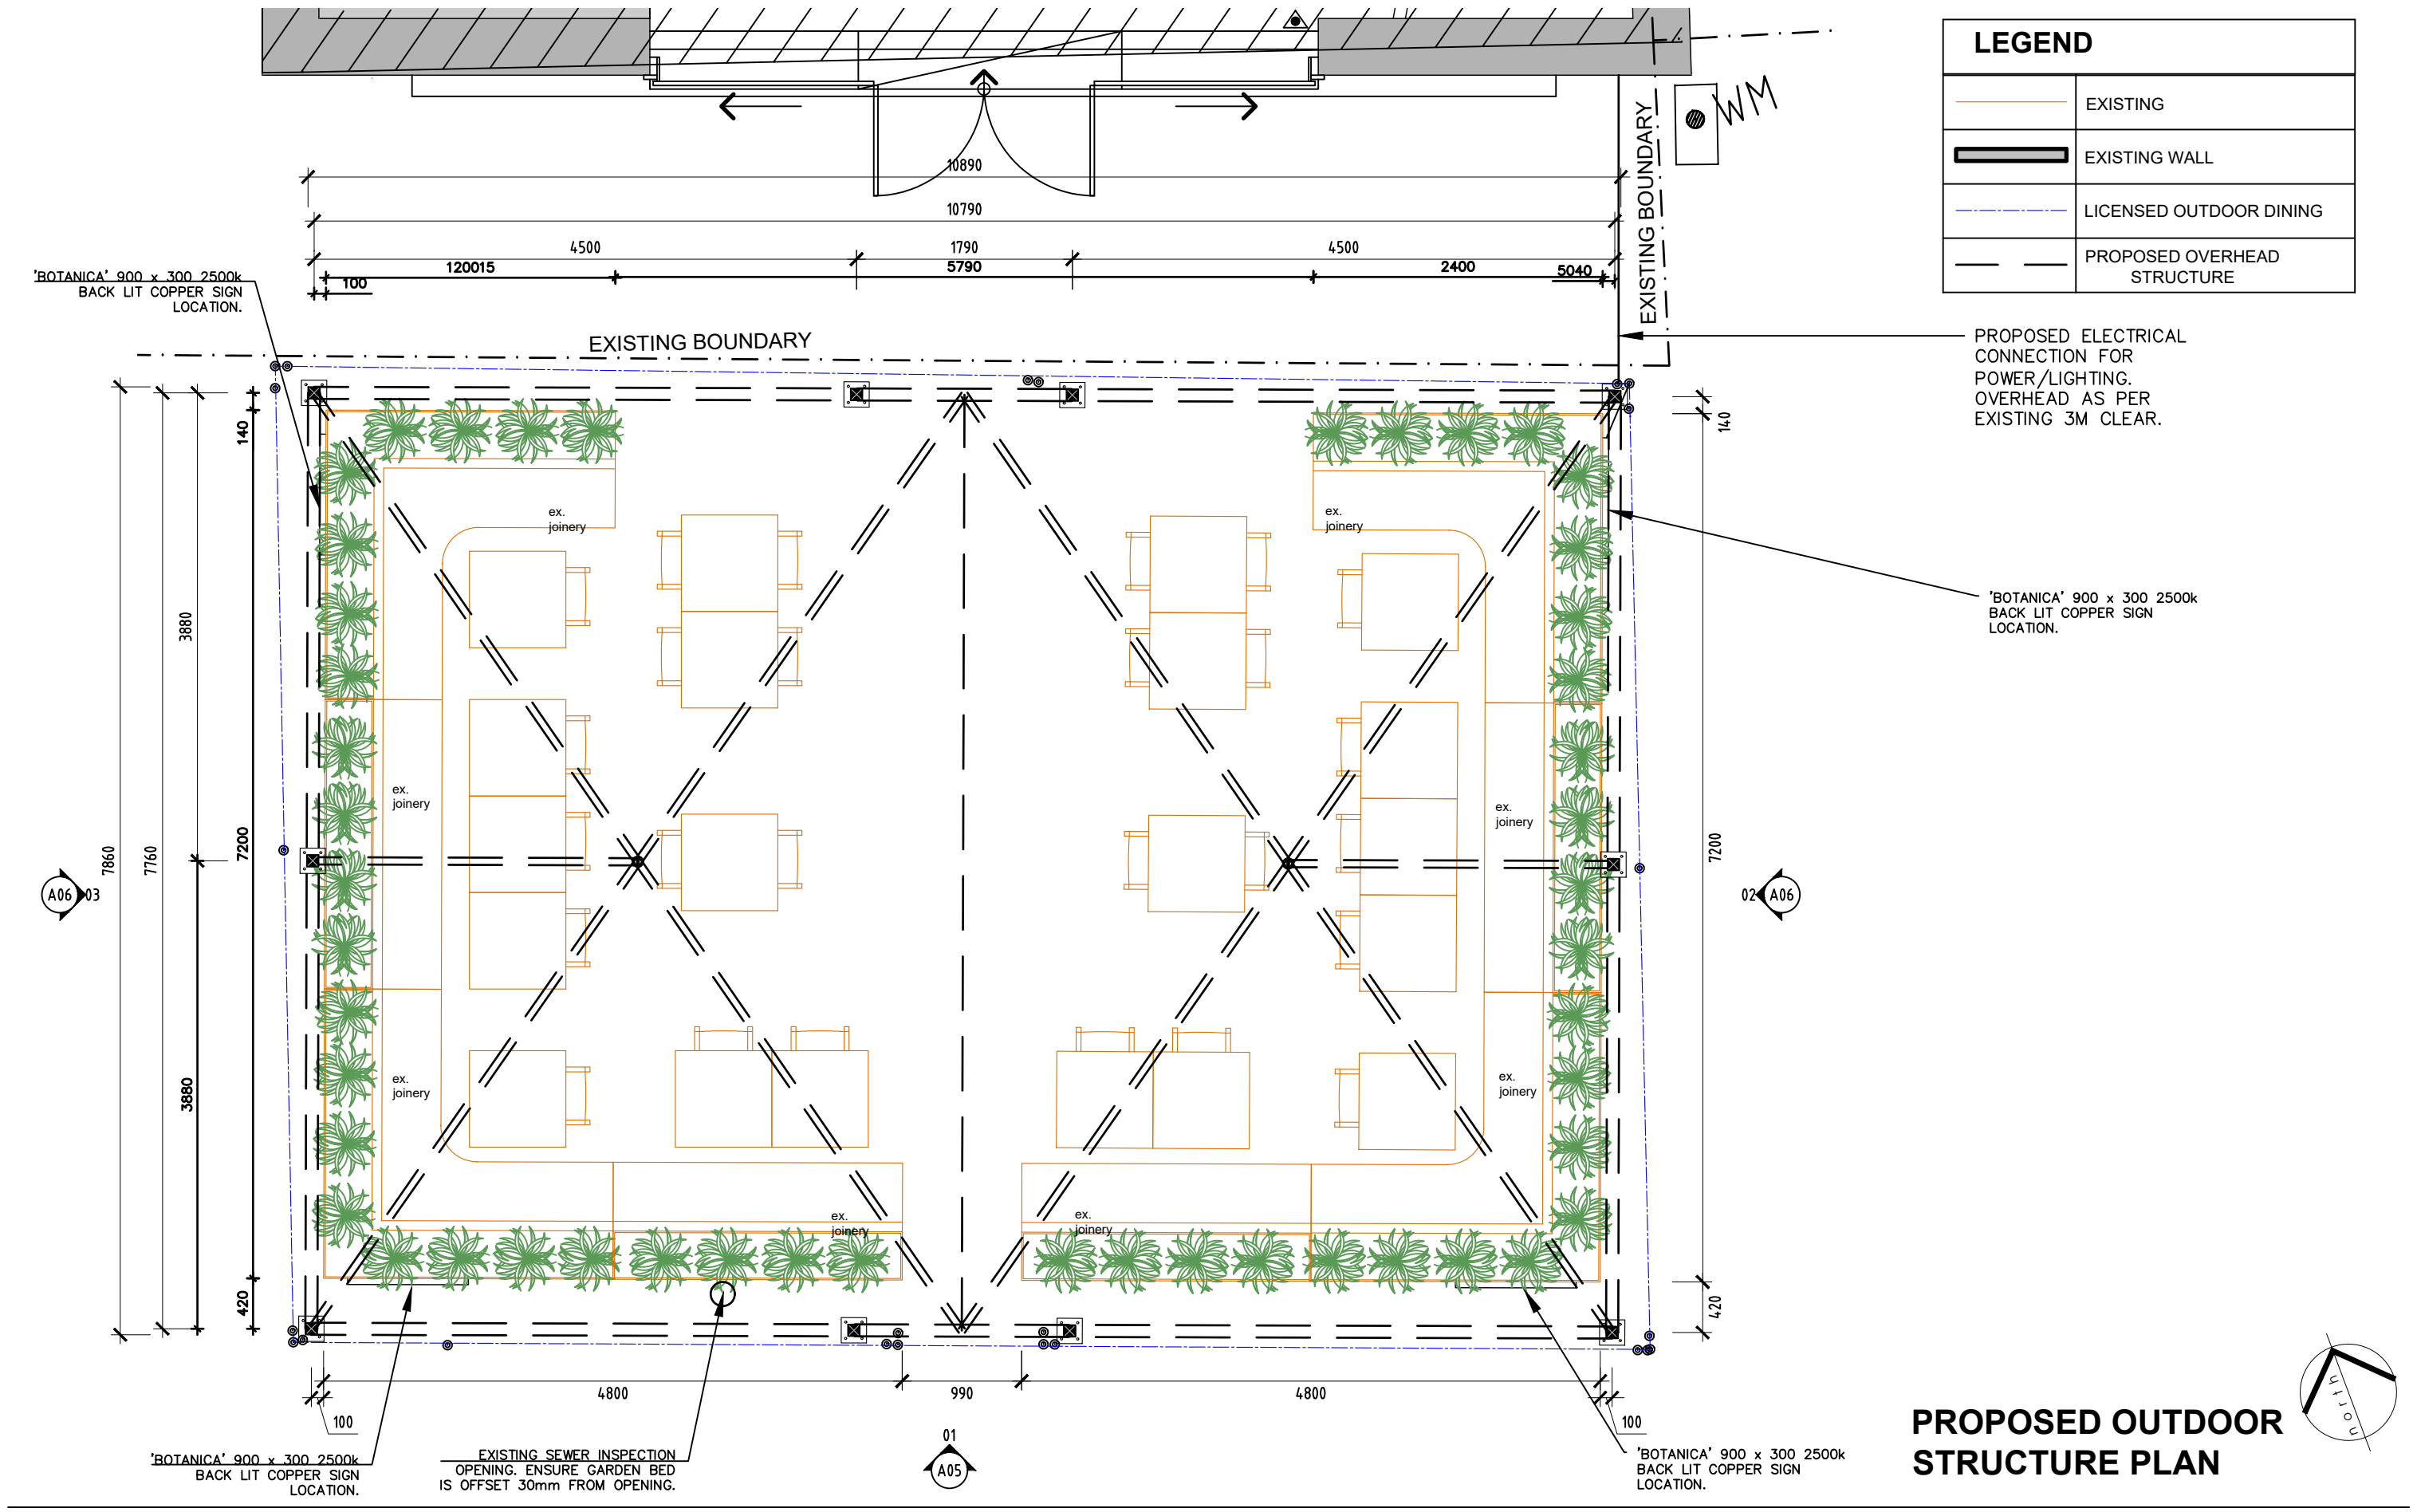 LEGEND
EXISTING
EXISTING WALL
LICENSED OUTDOOR DINING
PROPOSED OVERHEAD
STRUCTURE
WM
EXISTING BOUNDARY
10890
10790
4500
1790
4500
120015
5790
2400
5040
100
'BOTANICA' 900 x 300 2500k
BACK LIT COPPER SIGN
LOCATION.
EXISTING BOUNDARY
PROPOSED ELECTRICAL
CONNECTION FOR
POWER/LIGHTING.
OVERHEAD AS PER
EXISTING 3M CLEAR.
140
140
ex.
joinery
ex.
joinery
'BOTANICA' 900 x 300 2500k
BACK LIT COPPER SIGN
LOCATION.
3880
7860
7760
7200
7200
ex.
joinery
ex.
joinery
A06
03
02
A06
3880
ex.
joinery
ex.
joinery
ex.
joinery
ex.
joinery
420
420
4800
990
4800
100
100
'BOTANICA' 900 x 300 2500k
BACK LIT COPPER SIGN
LOCATION.
EXISTING SEWER INSPECTION
OPENING. ENSURE GARDEN BED
IS OFFSET 30mm FROM OPENING.
01
A05
'BOTANICA' 900 x 300 2500k
BACK LIT COPPER SIGN
LOCATION.
PROPOSED OUTDOOR
STRUCTURE PLAN
north